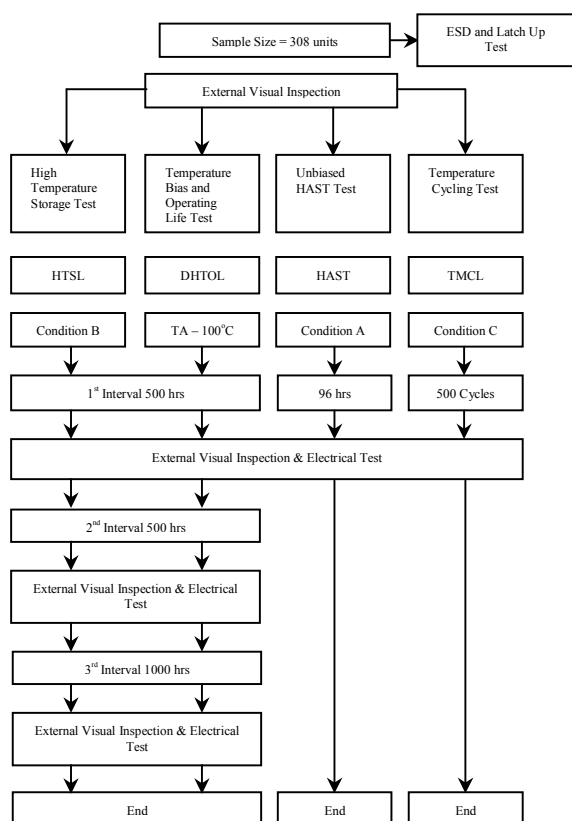 Sample Size = 308 units
ESD and Latch Up
Test
External Visual Inspection
High
Temperature
Storage Test
Temperature
Bias and
Operating
Life Test
Unbiased
HAST Test
Temperature
Cycling Test
HTSL
DHTOL
HAST
TMCL
Condition B
TA – 100°C
Condition A
Condition C
1st Interval 500 hrs
96 hrs
500 Cycles
External Visual Inspection & Electrical Test
2nd Interval 500 hrs
External Visual Inspection & Electrical
Test
3rd Interval 1000 hrs
External Visual Inspection & Electrical
Test
End
End
End